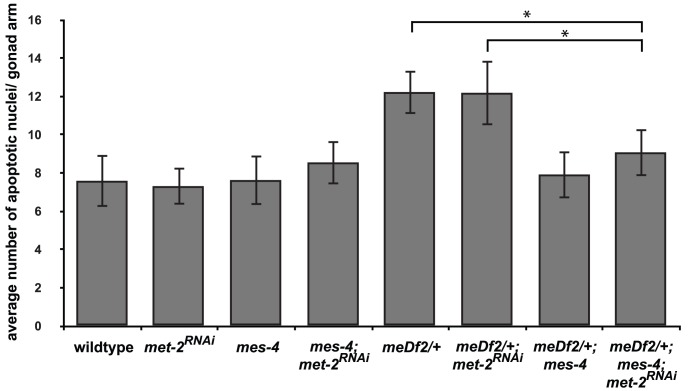 average number of apoptotic nuclei/ gonad arm
16
14
12
10
8
6
4
2
0
*
*
wildtype
met-2RNAi
mes-4
mes-4;
met-2RNAi
meDf2/+
meDf2/+;
met-2RNAi
meDf2/+;
mes-4
meDf2/+;
mes-4;
met-2RNAi